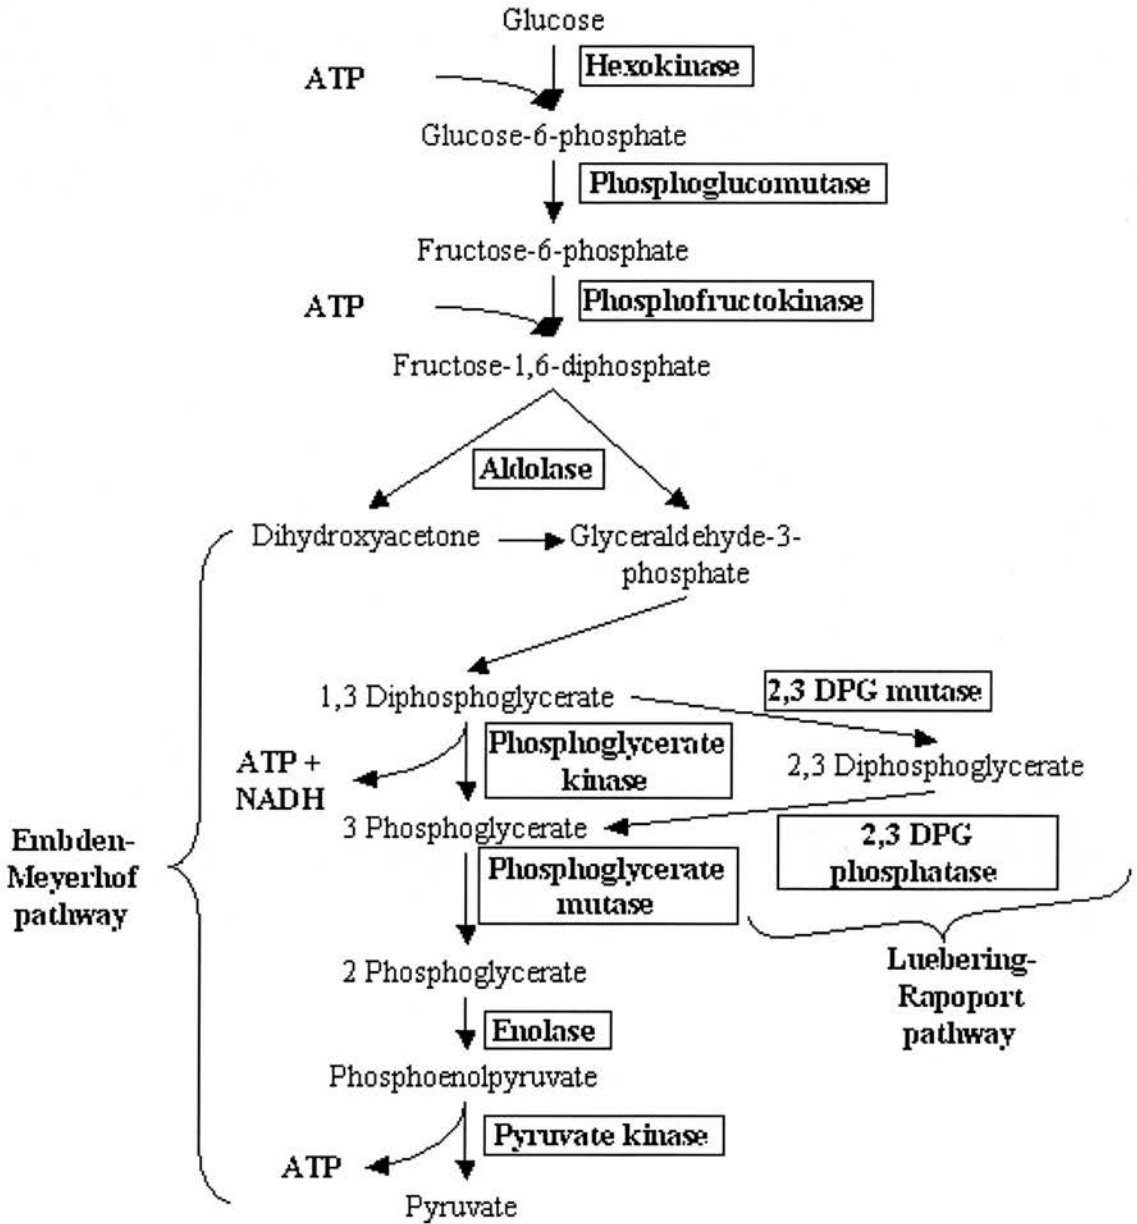 Glucose
Hexokinase
ATP
Glucose-6-phosphate
Phosphoglucomutase
Fructose-6-phosphate
Phosphofructokinase
ATP
Fructose-1,6-diphosphate
Aldolase
Dihydroxyacetone
Glyceraldehyde-3-
phosphate
1,3 Diphosphoglycerate
2,3 DPG mutase
Phosphoglycerate
kinase
ATP +
NADH
2,3 Diphosphoglycerate
3 Phosphoglycerate
2,3 DPG
phosphatase
Embden-
Meyerhof
pathway
Phosphoglycerate
mutase
Luebering-
Rapoport
pathway
2 Phosphoglycerate
Enolase
Phosphoenolpyruvate
Pyruvate kinase
ATP
Pyruvate